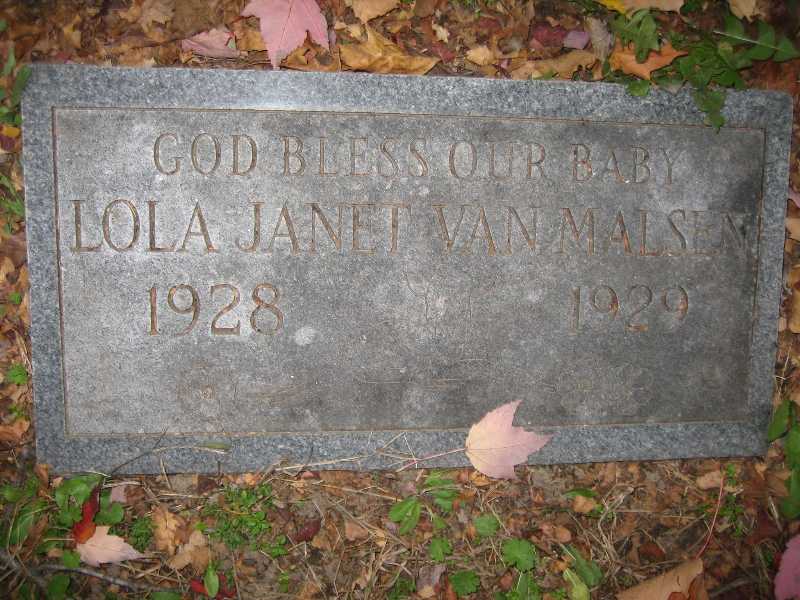 GOD BLESS OUR BABY
LOLA JANET VAN MALSEN
1928 1929